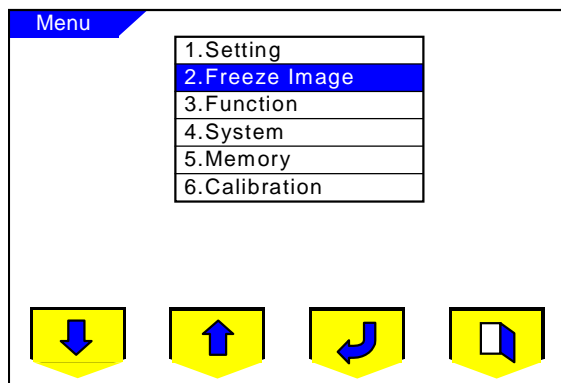 Menu
1.Setting
2.Freeze Image
3.Function
4.System
5.Memory
6.Calibration